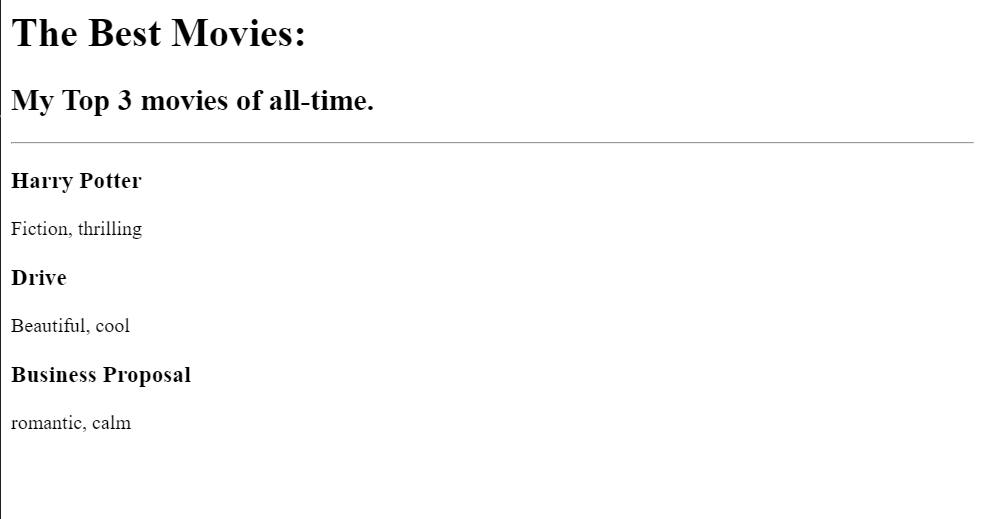 The Best Movies:
My Top 3 movies of all-time.
Harry Potter
Fiction, thrilling
Drive
Beautiful, cool
Business Proposal
romantic, calm